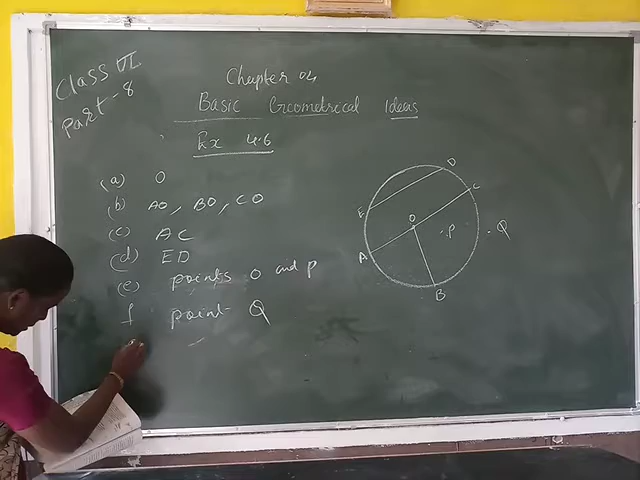 Class VI
Part-8
Chapter 04
Basic Geometrical Ideas
Ex 4.6
(a) O
(b) AO, BO, CO
(c) AC
(d) ED
(e) points O and P
f point Q
D
C
E
O
P
Q
A
B